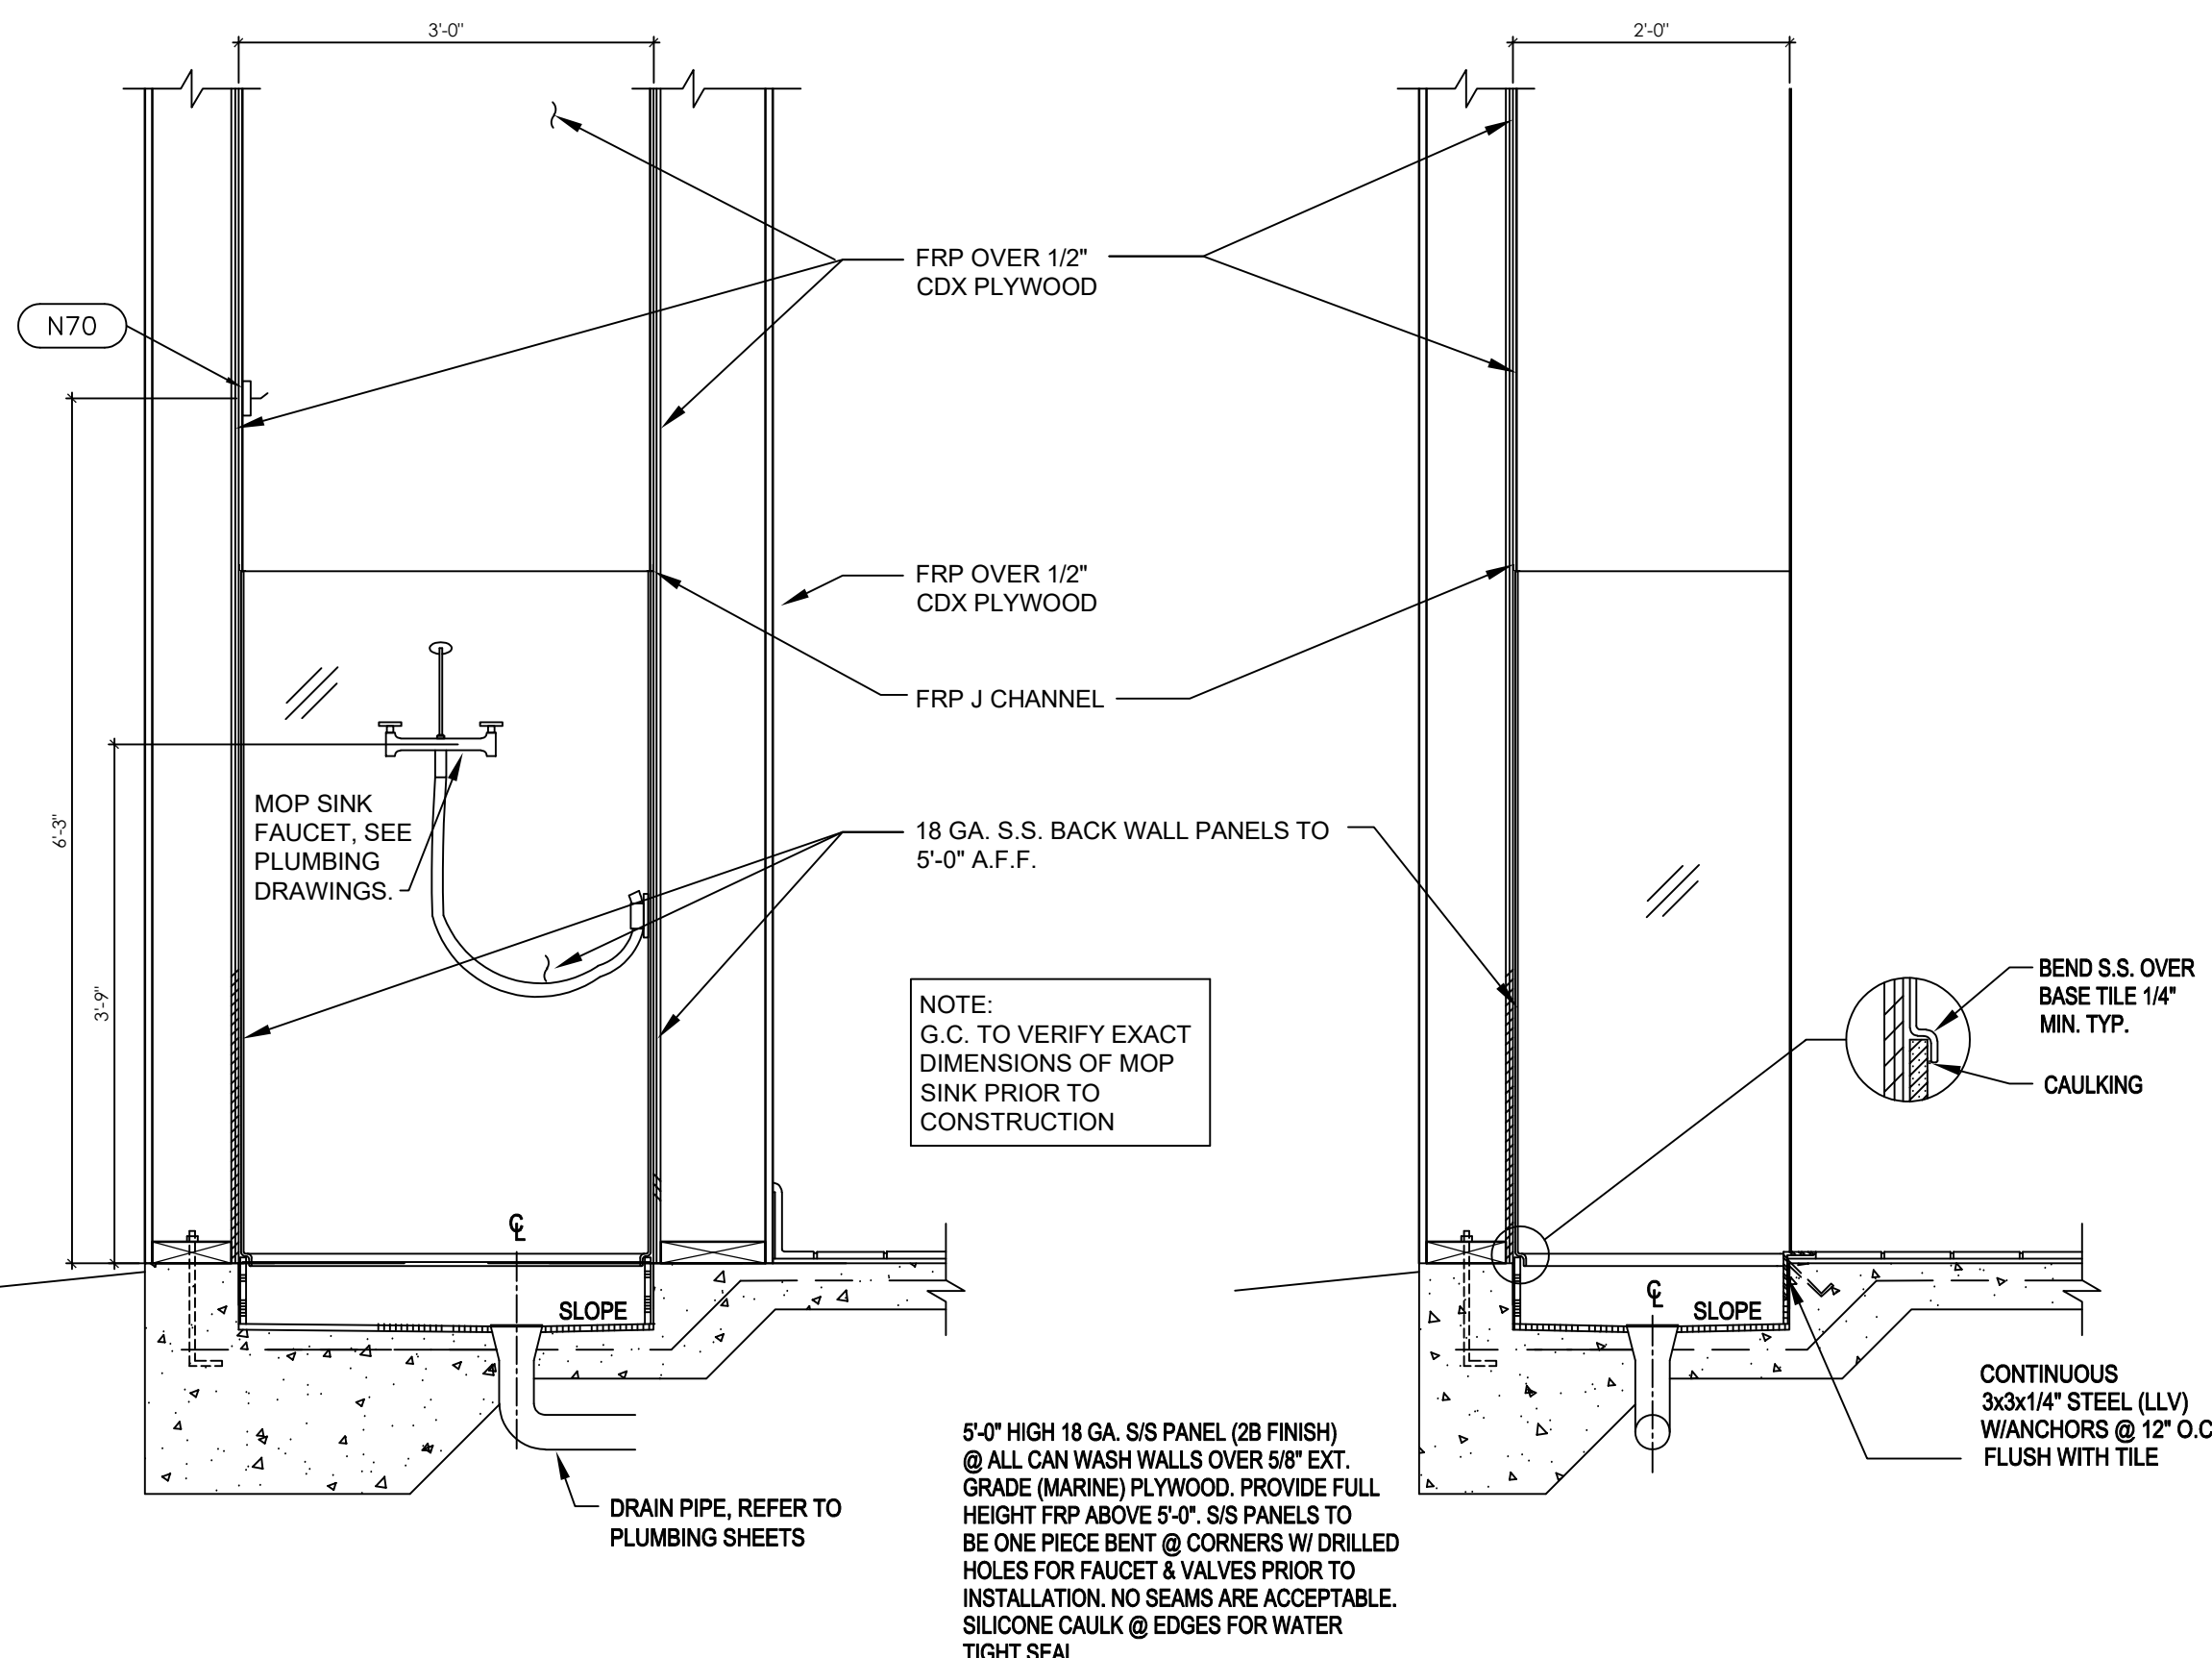 3'-0"
2'-0"
FRP OVER 1/2"
CDX PLYWOOD
N70
FRP OVER 1/2"
CDX PLYWOOD
FRP J CHANNEL
6'-3"
3'-9"
MOP SINK
FAUCET, SEE
PLUMBING
DRAWINGS.
18 GA. S.S. BACK WALL PANELS TO
5'-0" A.F.F.
NOTE:
G.C. TO VERIFY EXACT
DIMENSIONS OF MOP
SINK PRIOR TO
CONSTRUCTION
BEND S.S. OVER
BASE TILE 1/4"
MIN. TYP.
CAULKING
℄
SLOPE
℄
SLOPE
CONTINUOUS
3x3x1/4" STEEL (LLV)
W/ANCHORS @ 12" O.C
FLUSH WITH TILE
DRAIN PIPE, REFER TO
PLUMBING SHEETS
5'-0" HIGH 18 GA. S/S PANEL (2B FINISH)
@ ALL CAN WASH WALLS OVER 5/8" EXT.
GRADE (MARINE) PLYWOOD. PROVIDE FULL
HEIGHT FRP ABOVE 5'-0". S/S PANELS TO
BE ONE PIECE BENT @ CORNERS W/ DRILLED
HOLES FOR FAUCET & VALVES PRIOR TO
INSTALLATION. NO SEAMS ARE ACCEPTABLE.
SILICONE CAULK @ EDGES FOR WATER
TIGHT SEAL